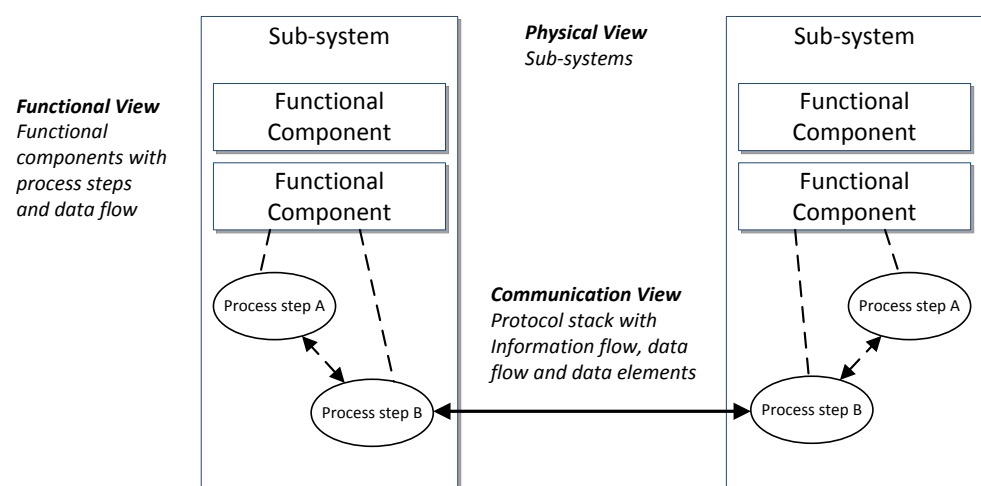 Sub-system
Physical View
Sub-systems
Sub-system
Functional View
Functional
components with
process steps
and data flow
Functional
Component
Functional
Component
Functional
Component
Functional
Component
Process step A
Process step B
Communication View
Protocol stack with
Information flow, data
flow and data elements
Process step A
Process step B